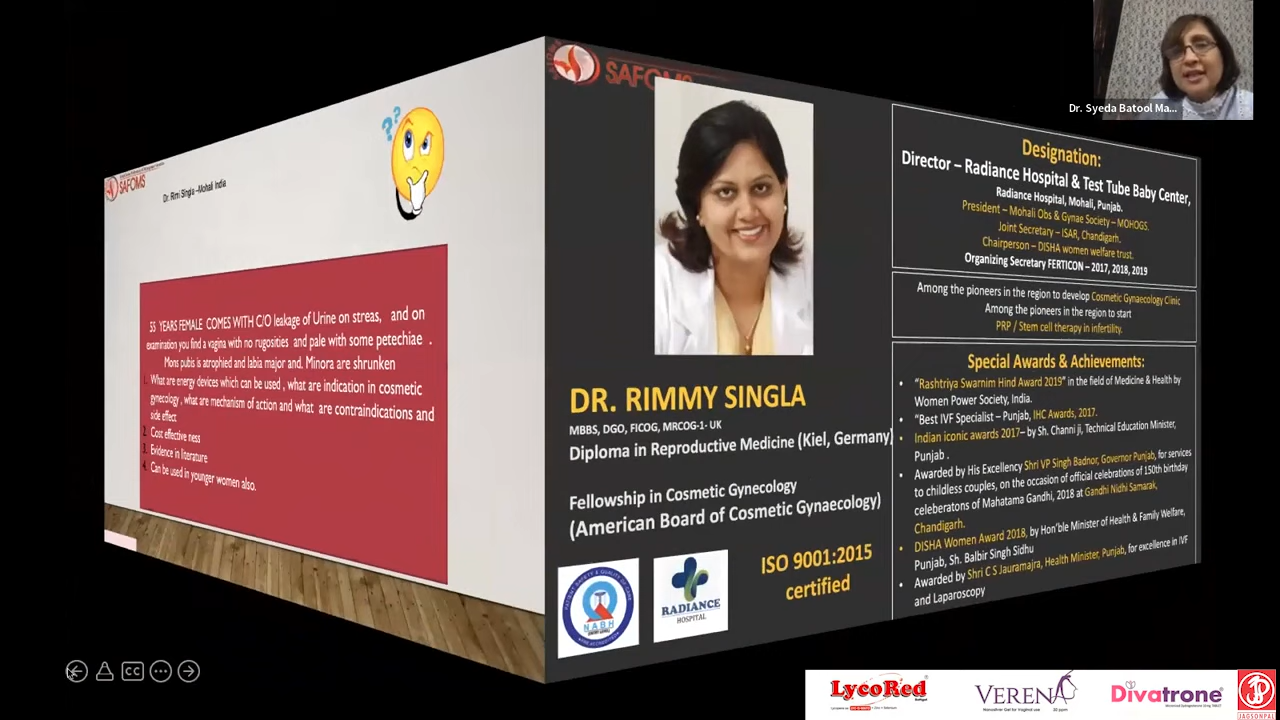 Dr. Syeda Batool Ma...
SAFOMS
Dr. Rimi Singla -Mohali India
55 YEARS FEMALE COMES WITH C/O leakage of Urine on streas, and on
examination you find a vagina with no rugosities and pale with some petechiae .
Mons pubis is atrophied and labia major and. Minora are shrunken
1. What are energy devices which can be used , what are indication in cosmetic
gnecology , what are mechanism of action and what are contraindications and
side effect
2. Cost effective ness
3. Evidence in literature
4. Can be used in younger women also.
SAFOMS
DR. RIMMY SINGLA
MBBS, DGO, FICOG, MRCOG-1- UK
Diploma in Reproductive Medicine (Kiel, Germany)
Fellowship in Cosmetic Gynecology
(American Board of Cosmetic Gynaecology)
NABH
RADIANCE
HOSPITAL
ISO 9001:2015
certified
Designation:
Director – Radiance Hospital & Test Tube Baby Center,
Radiance Hospital, Mohali, Punjab.
President – Mohali Obs & Gynae Society – MOHOGS.
Joint Secretary – ISAR, Chandigarh.
Chairperson – DISHA women welfare trust.
Organizing Secretary FERTICON – 2017, 2018, 2019
Among the pioneers in the region to develop Cosmetic Gynaecology Clinic
Among the pioneers in the region to start
PRP / Stem cell therapy in infertility.
Special Awards & Achievements:
• “Rashtriya Swarnim Hind Award 2019” in the field of Medicine & Health by
Women Power Society, India.
• “Best IVF Specialist – Punjab, IHC Awards, 2017.
• Indian iconic awards 2017– by Sh. Channi ji, Technical Education Minister,
Punjab .
• Awarded by His Excellency Shri VP Singh Badnor, Governor Punjab, for services
to childless couples, on the occasion of official celebrations of 150th birthday
celeberatons of Mahatama Gandhi, 2018 at Gandhi Nidhi Samarak,
Chandigarh.
• DISHA Women Award 2018, by Hon’ble Minister of Health & Family Welfare,
Punjab, Sh. Balbir Singh Sidhu
• Awarded by Shri C S Jauramajra, Health Minister, Punjab, for excellence in IVF
and Laparoscopy
CC
LycoRed
VERENA
Divatrone
JAGSONPAL